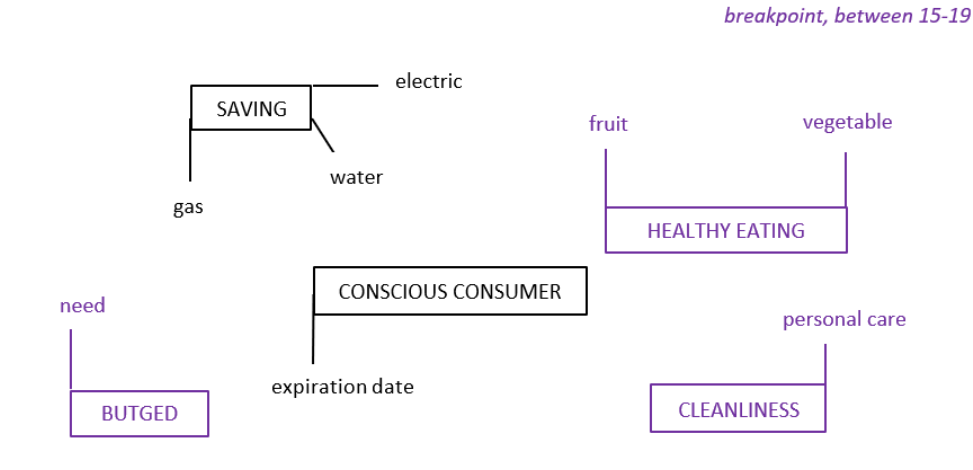 breakpoint, between 15-19
electric
SAVING
fruit
vegetable
water
gas
HEALTHY EATING
CONSCIOUS CONSUMER
need
personal care
expiration date
BUTGED
CLEANLINESS